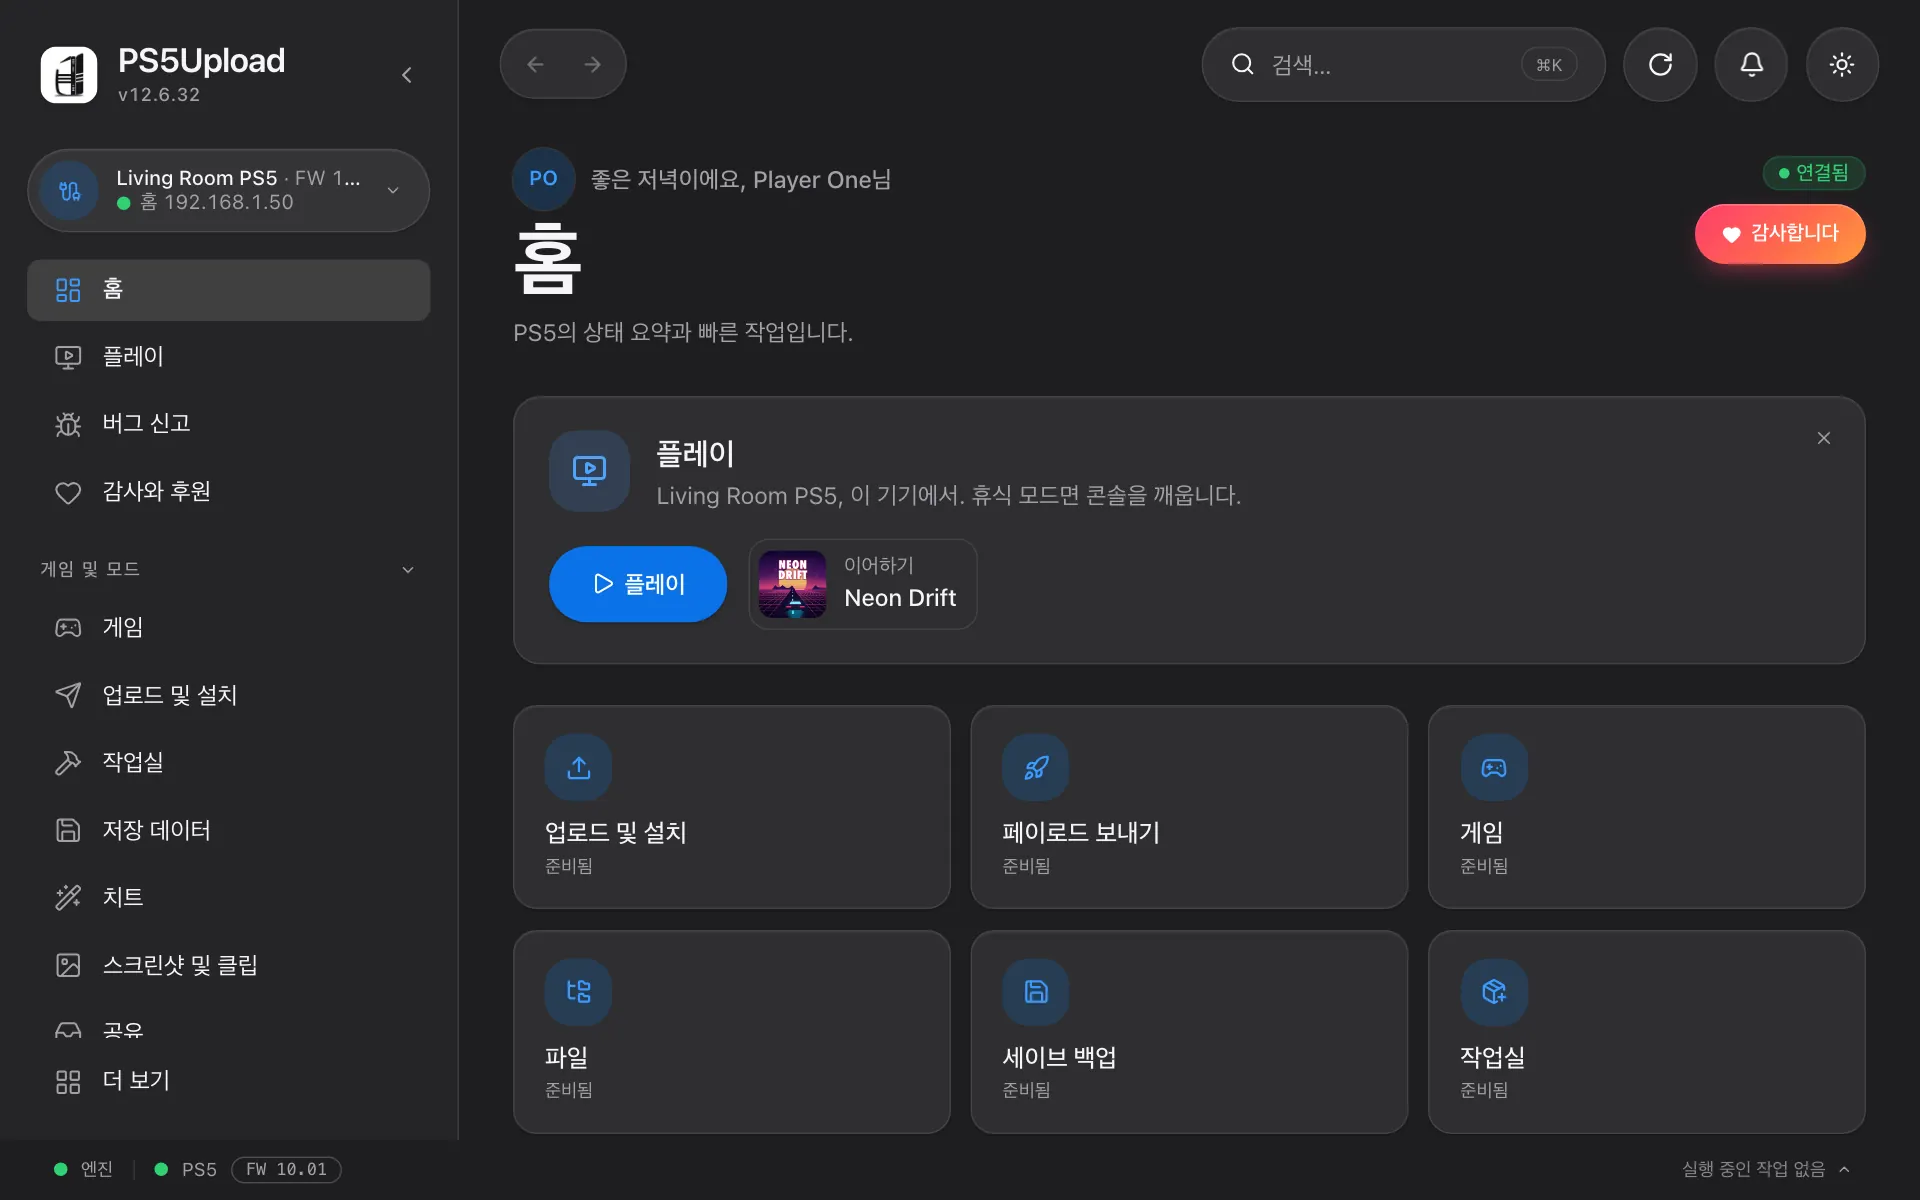 PS5Upload
v12.6.32
Living Room PS5 · FW 1...
홈 192.168.1.50
홈
플레이
버그 신고
감사와 후원
게임 및 모드
게임
업로드 및 설치
작업실
저장 데이터
치트
스크린샷 및 클립
공유
더 보기
검색...
⌘K
PO
좋은 저녁이에요, Player One님
연결됨
홈
감사합니다
PS5의 상태 요약과 빠른 작업입니다.
플레이
Living Room PS5, 이 기기에서. 휴식 모드면 콘솔을 깨웁니다.
플레이
NEON
DRIFT
이어하기
Neon Drift
업로드 및 설치
준비됨
페이로드 보내기
준비됨
게임
준비됨
파일
준비됨
세이브 백업
준비됨
작업실
준비됨
엔진
PS5
FW 10.01
실행 중인 작업 없음